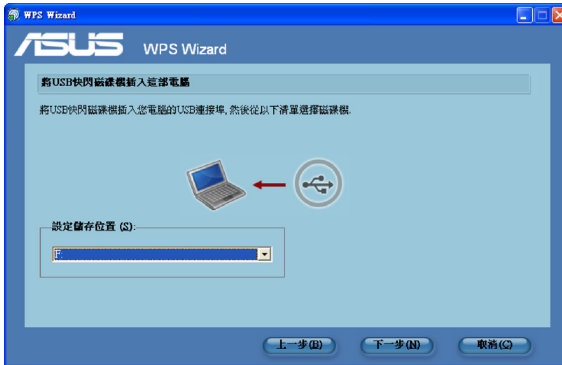 WPS Wizard
ASUS WPS Wizard
將USB快閃磁碟機插入這部電腦
將USB快閃磁碟機插入您電腦的USB連接埠, 然後從以下清單選擇磁碟機.
設定儲存位置 (S):
F:
上一步(B) 下一步(N) 取消(C)